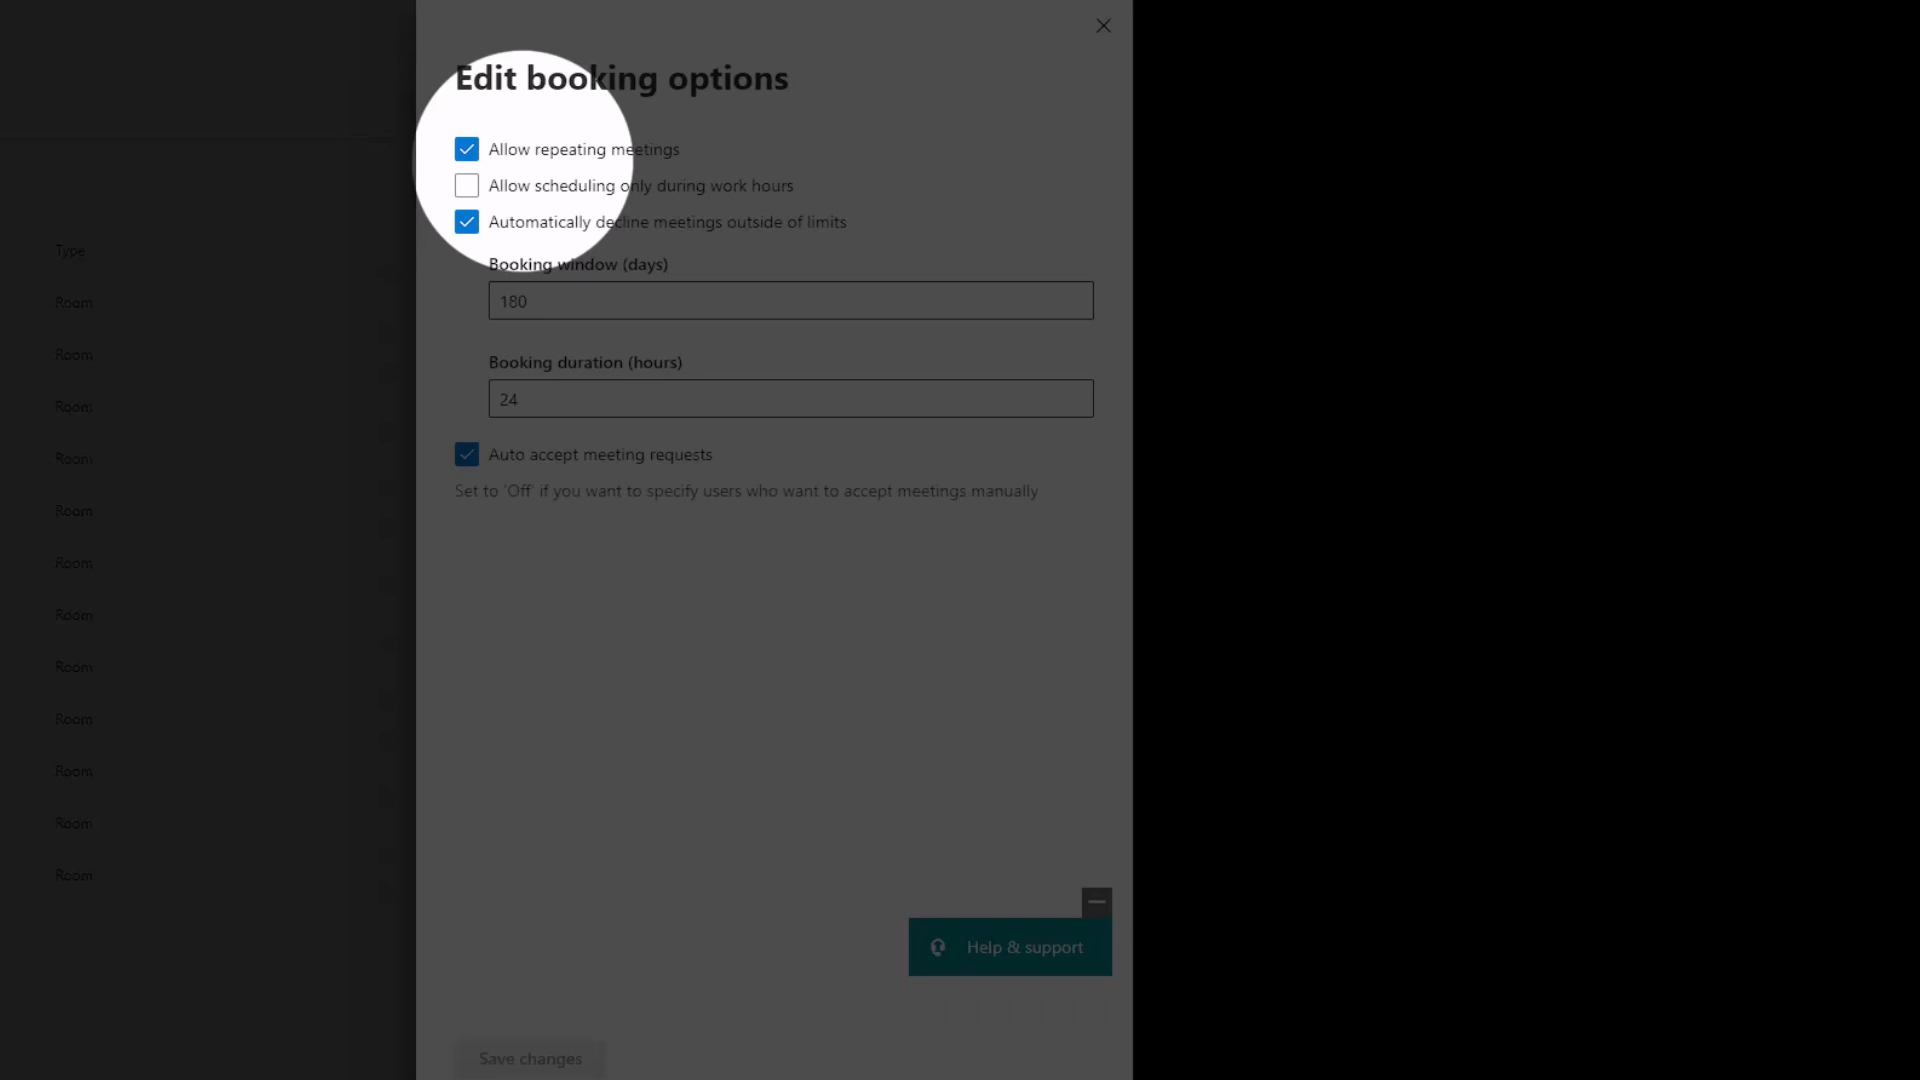 Edit booking options
Allow repeating meetings
Allow scheduling only during work hours
Automatically decline meetings outside of limits
Booking window (days)
180
Booking duration (hours)
24
Auto accept meeting requests
Set to 'Off' if you want to specify users who want to accept meetings manually
Help & support
Save changes
Type
Room
Room
Room
Room
Room
Room
Room
Room
Room
Room
Room
Room